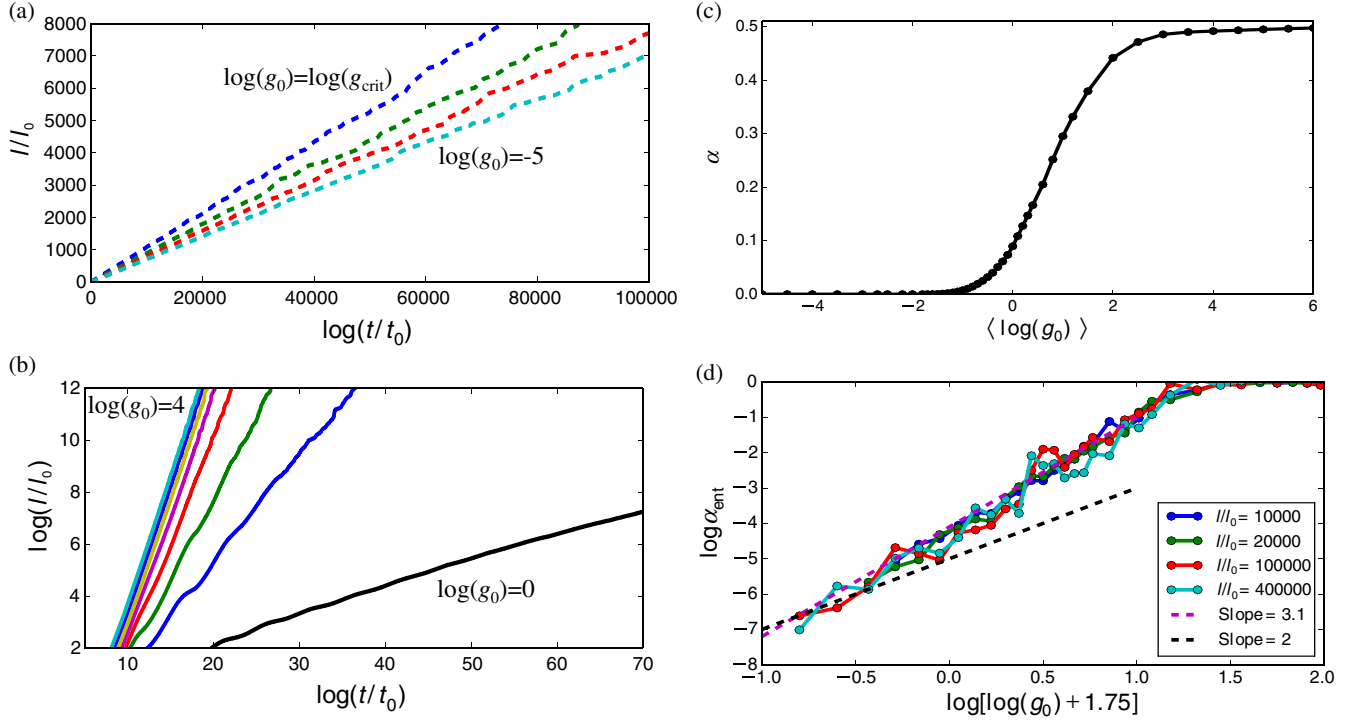 (a)
8000
7000
6000
5000
4000
3000
2000
1000
0
l/l0
log(g0)=log(gcrit)
log(g0)=-5
0 20000 40000 60000 80000 100000
log(t/t0)
(b)
12
10
8
6
4
2
log(l/l0)
log(g0)=4
log(g0)=0
10 20 30 40 50 60 70
log(t/t0)
(c)
0.5
0.4
0.3
0.2
0.1
0.0
α
−4 −2 0 2 4 6
⟨ log(g0) ⟩
(d)
0
−1
−2
−3
−4
−5
−6
−7
−8
logαent
l/l0= 10000
l/l0= 20000
l/l0= 100000
l/l0= 400000
Slope= 3.1
Slope= 2
−1.0 −0.5 0.0 0.5 1.0 1.5 2.0
log[log(g0)+1.75]